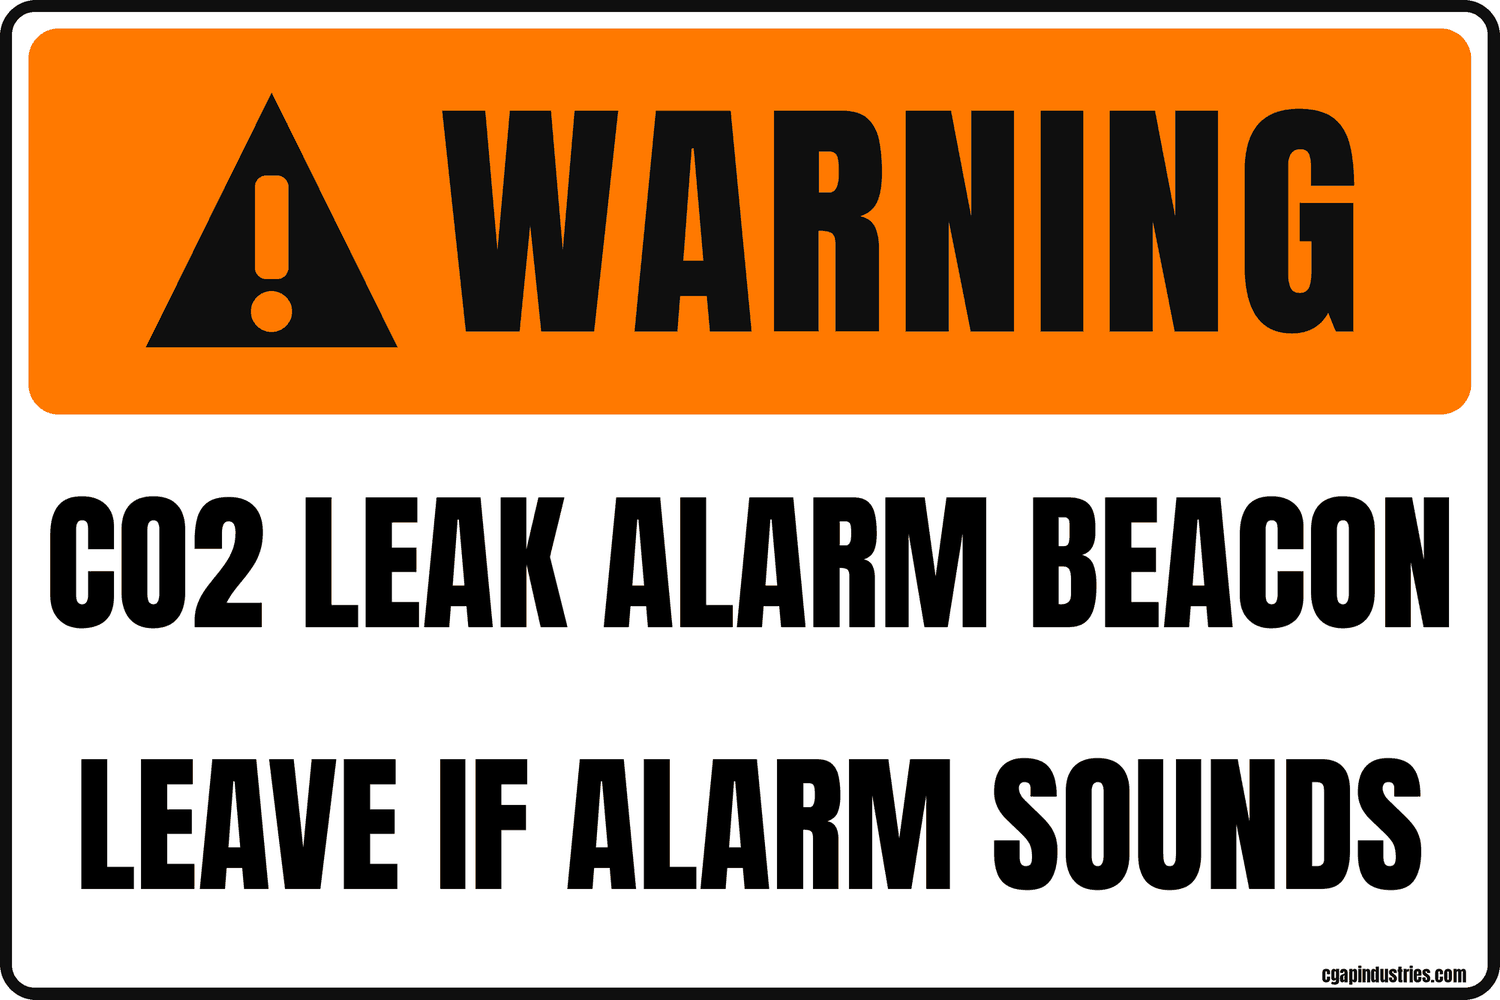 WARNING
CO2 LEAK ALARM BEACON
LEAVE IF ALARM SOUNDS
cgapindustries.com